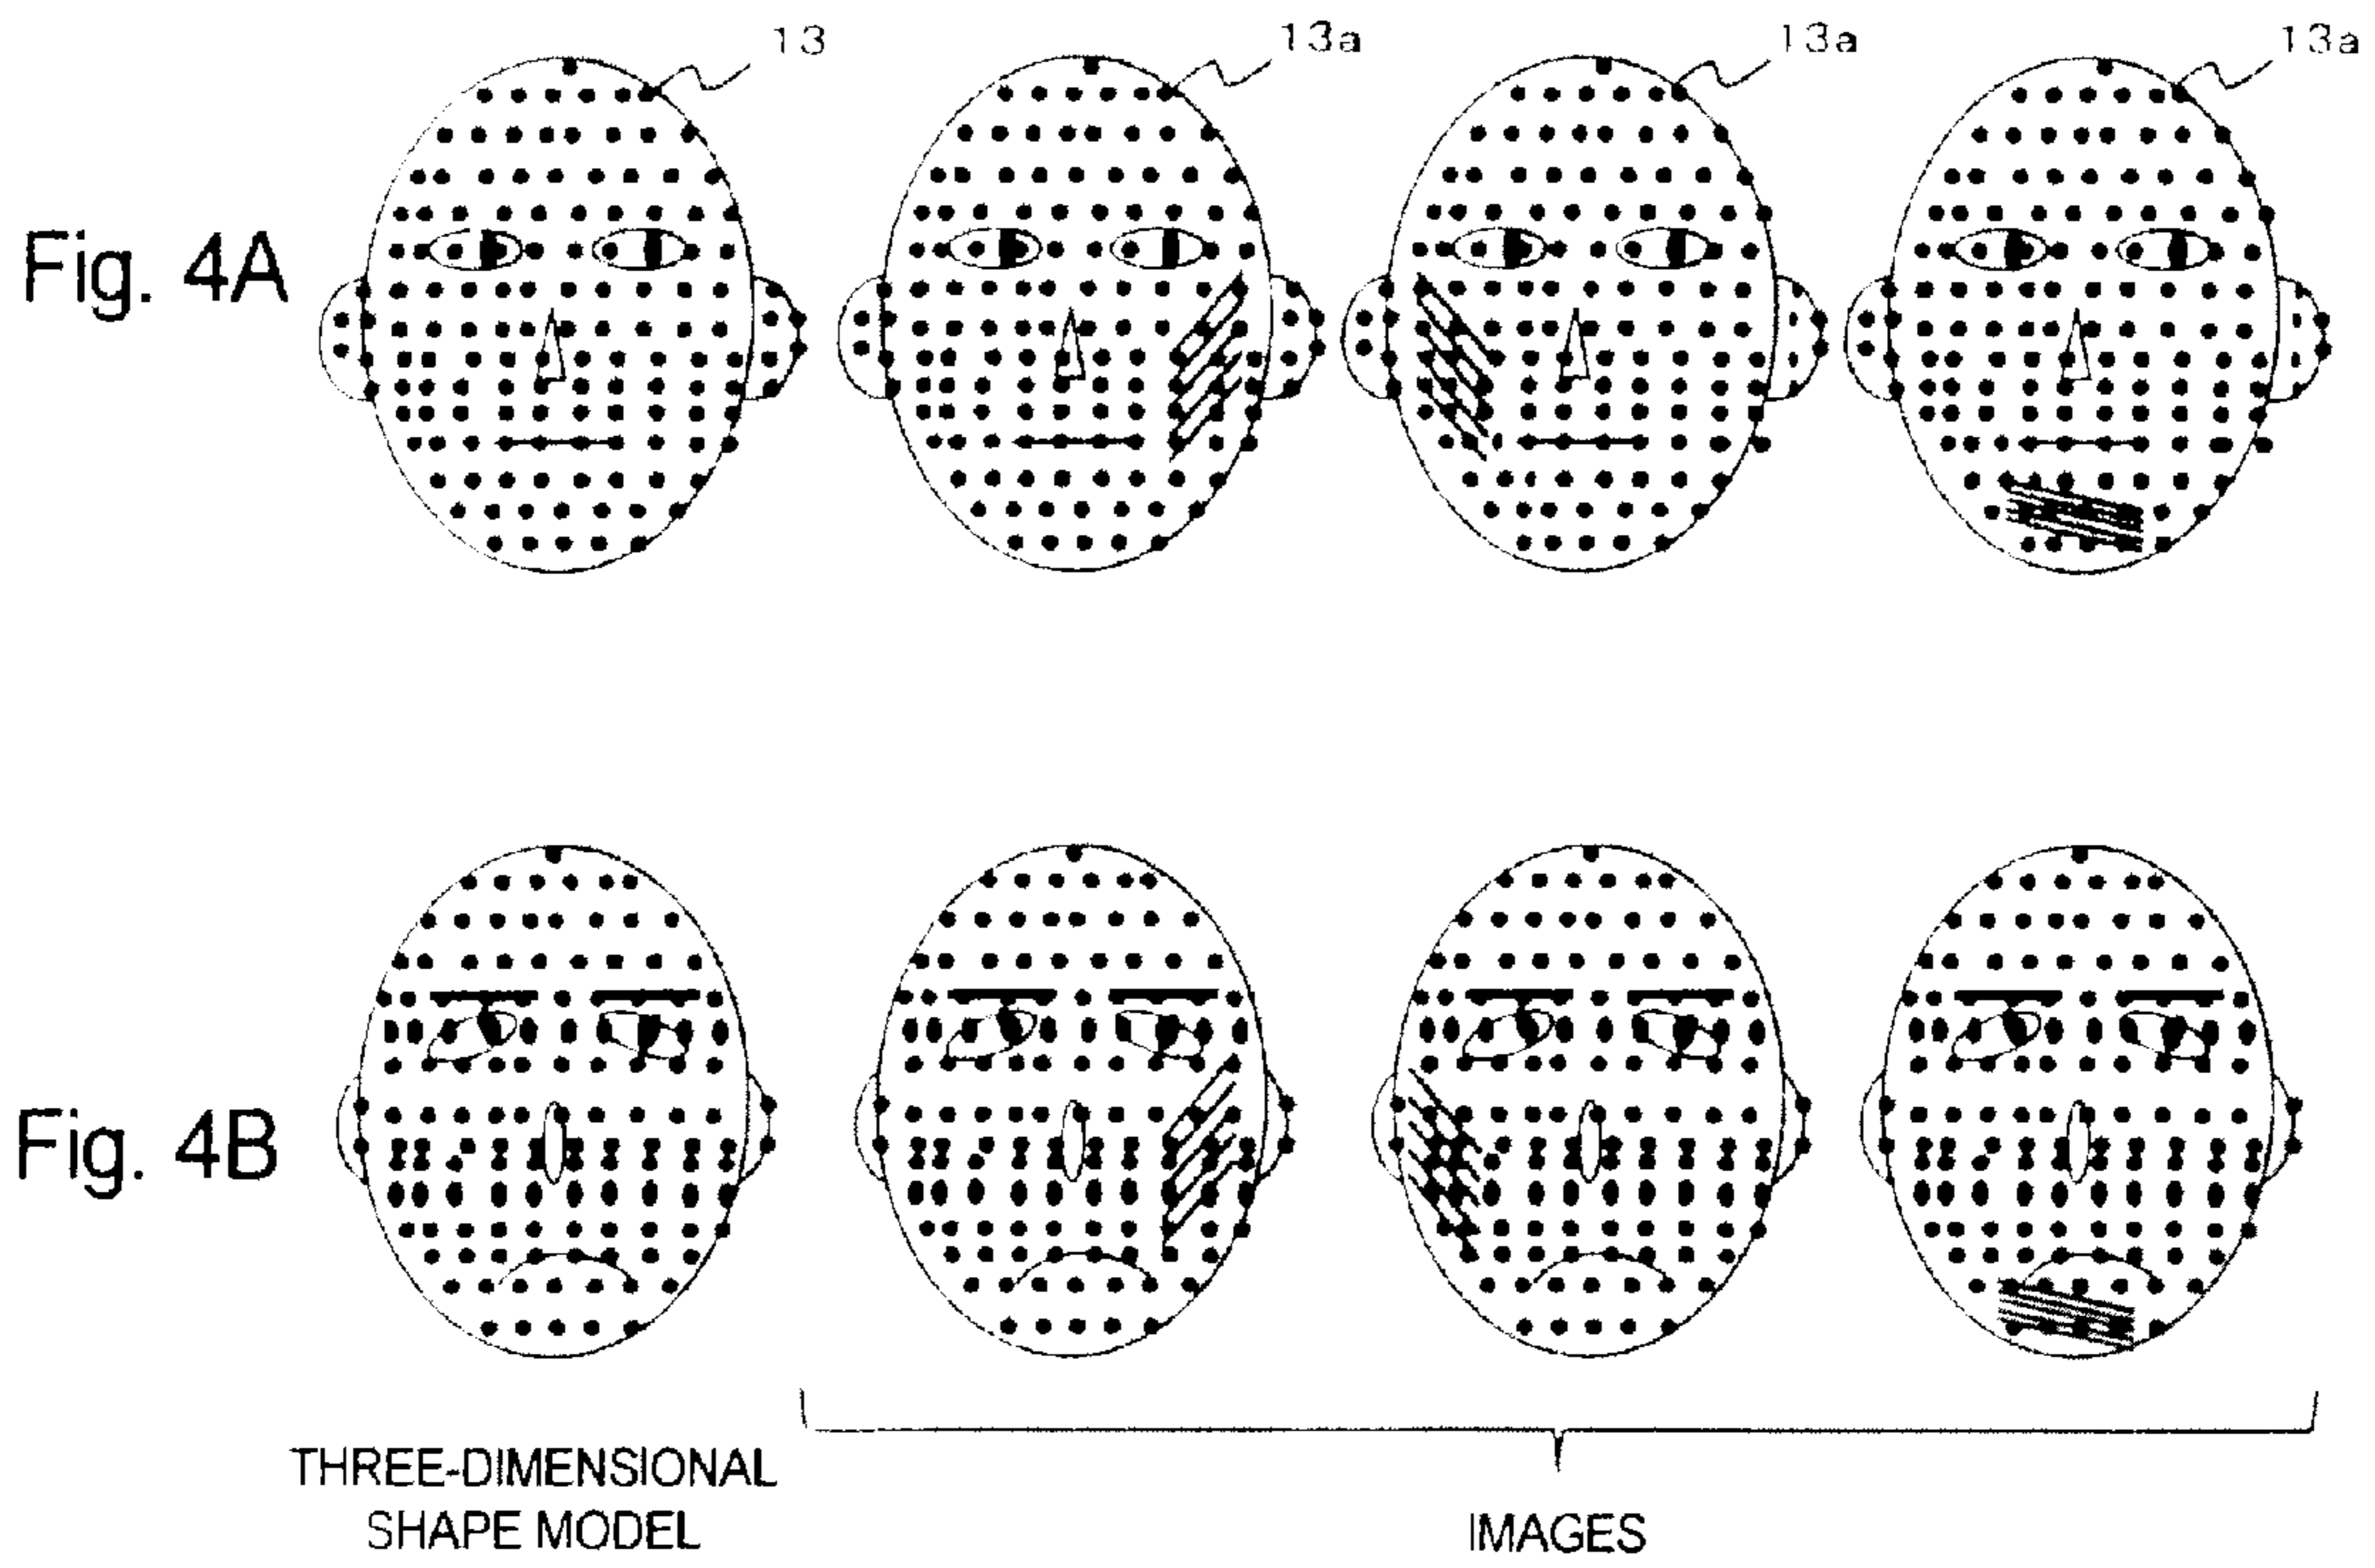 13
13a
13a
13a
Fig. 4A
Fig. 4B
THREE-DIMENSIONAL
SHAPE MODEL
IMAGES